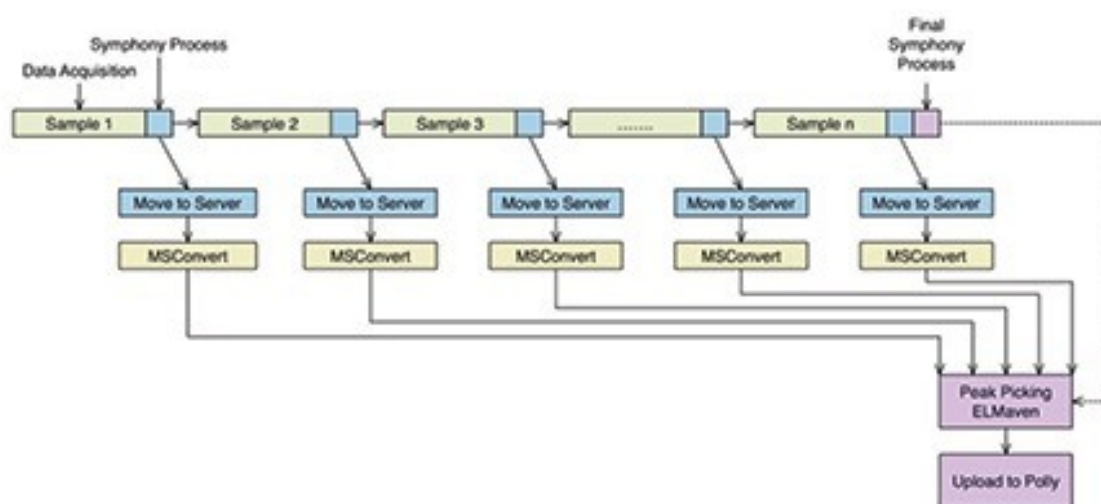 Symphony Process
Data Acquisition
Final
Symphony
Process
Sample 1
Sample 2
Sample 3
.......
Sample n
Move to Server
Move to Server
Move to Server
Move to Server
Move to Server
MSConvert
MSConvert
MSConvert
MSConvert
MSConvert
Peak Picking
ELMaven
Upload to Polly